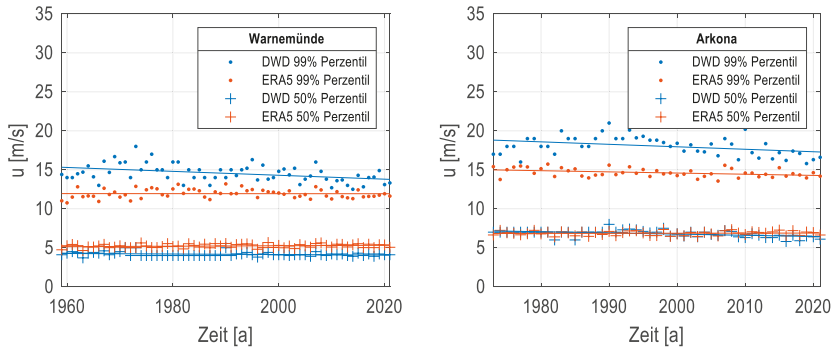 Warnemünde
DWD 99% Perzentil
ERA5 99% Perzentil
DWD 50% Perzentil
ERA5 50% Perzentil
35
30
25
20
15
10
5
0
u [m/s]
1960
1980
2000
2020
Zeit [a]
Arkona
DWD 99% Perzentil
ERA5 99% Perzentil
DWD 50% Perzentil
ERA5 50% Perzentil
35
30
25
20
15
10
5
0
u [m/s]
1980
1990
2000
2010
2020
Zeit [a]